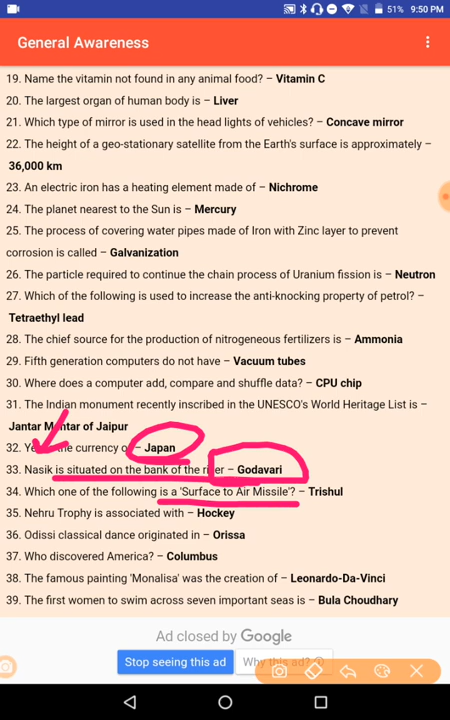 51% 9:50 PM
General Awareness
19. Name the vitamin not found in any animal food? – Vitamin C
20. The largest organ of human body is – Liver
21. Which type of mirror is used in the head lights of vehicles? – Concave mirror
22. The height of a geo-stationary satellite from the Earth's surface is approximately –
36,000 km
23. An electric iron has a heating element made of – Nichrome
24. The planet nearest to the Sun is – Mercury
25. The process of covering water pipes made of Iron with Zinc layer to prevent
corrosion is called – Galvanization
26. The particle required to continue the chain process of Uranium fission is – Neutron
27. Which of the following is used to increase the anti-knocking property of petrol? –
Tetraethyl lead
28. The chief source for the production of nitrogeneous fertilizers is – Ammonia
29. Fifth generation computers do not have – Vacuum tubes
30. Where does a computer add, compare and shuffle data? – CPU chip
31. The Indian monument recently inscribed in the UNESCO's World Heritage List is –
Jantar Mantar of Jaipur
32. the currency – Japan
33. Nasik is situated on the bank of the river – Godavari
34. Which one of the following is a 'Surface to Air Missile'? – Trishul
35. Nehru Trophy is associated with – Hockey
36. Odissi classical dance originated in – Orissa
37. Who discovered America? – Columbus
38. The famous painting 'Monalisa' was the creation of – Leonardo-Da-Vinci
39. The first women to swim across seven important seas is – Bula Choudhary
Ad closed by Google
Stop seeing this ad Why this ad?